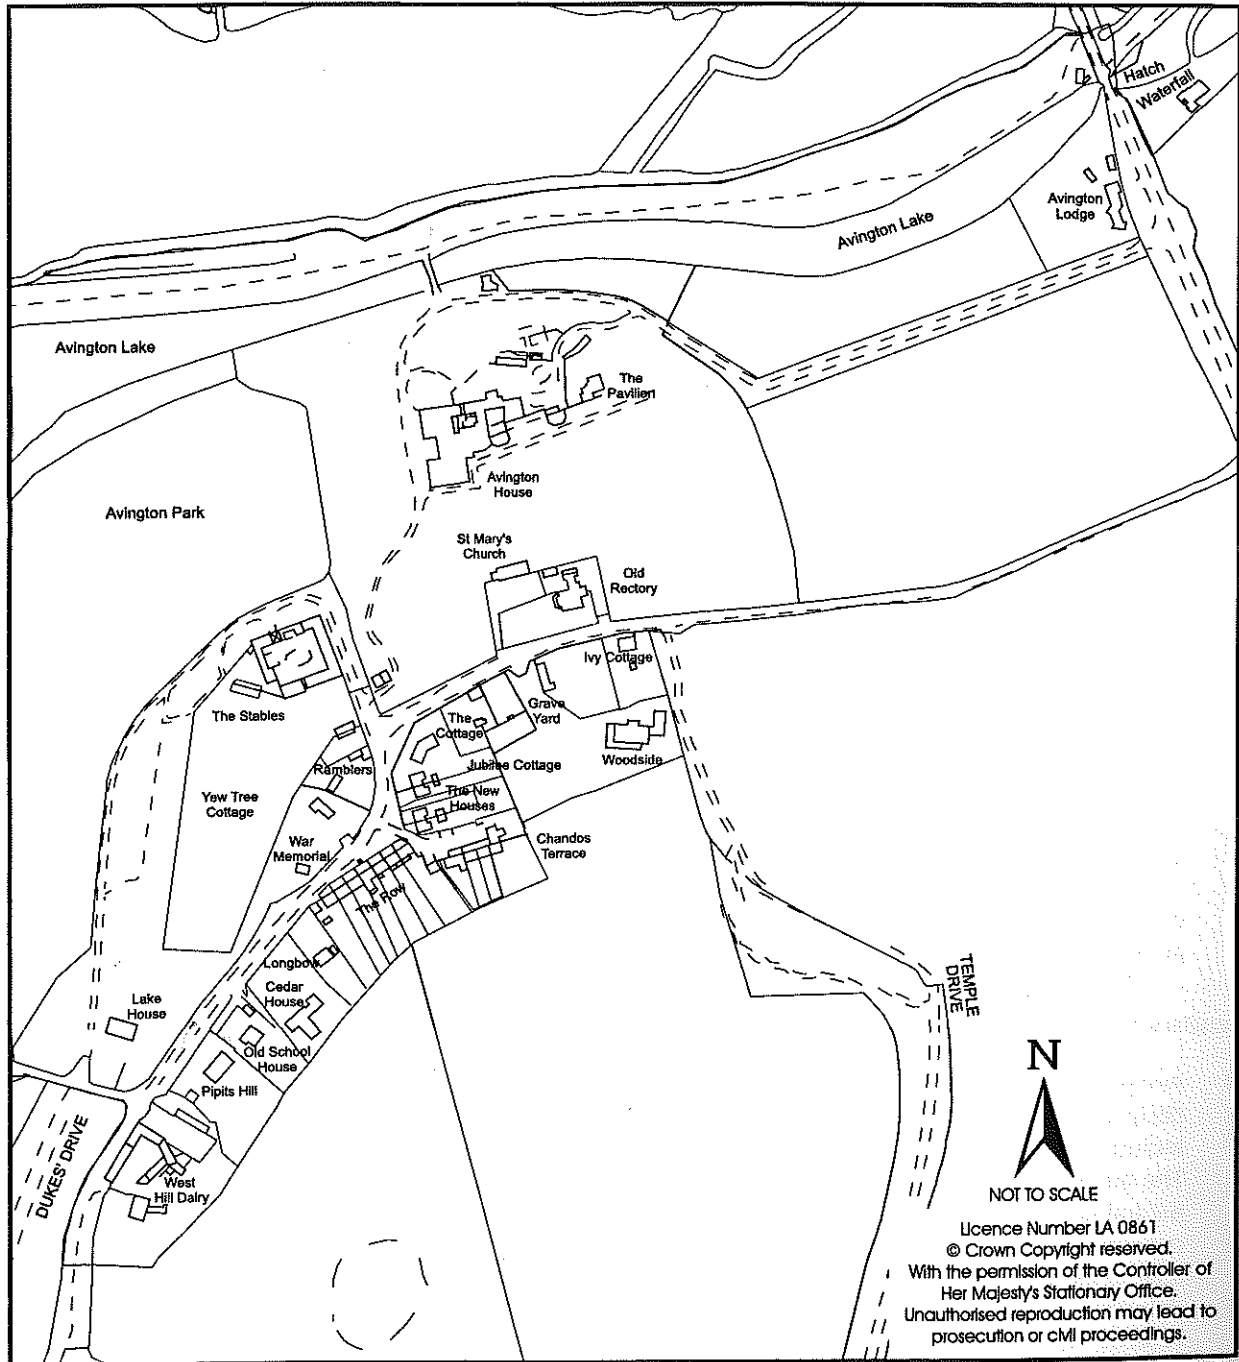 Hatch
Waterfall
Avington
Lodge
Avington Lake
Avington Lake
The
Pavilion
Avington
House
Avington Park
St Mary's
Church
Old
Rectory
Ivy Cottage
The Stables
The
Cottage
Grave
Yard
Ramblers
Jubilee Cottage
Woodside
Yew Tree
Cottage
The New
Houses
War
Memorial
Chandos
Terrace
The Row
Longbow
Cedar
House
Lake
House
Old School
House
Pipits Hill
TEMPLE
DRIVE
DUKES' DRIVE
West
Hill Dairy
N
NOT TO SCALE
Licence Number LA 0861
© Crown Copyright reserved.
With the permission of the Controller of
Her Majesty's Stationary Office.
Unauthorised reproduction may lead to
prosecution or civil proceedings.